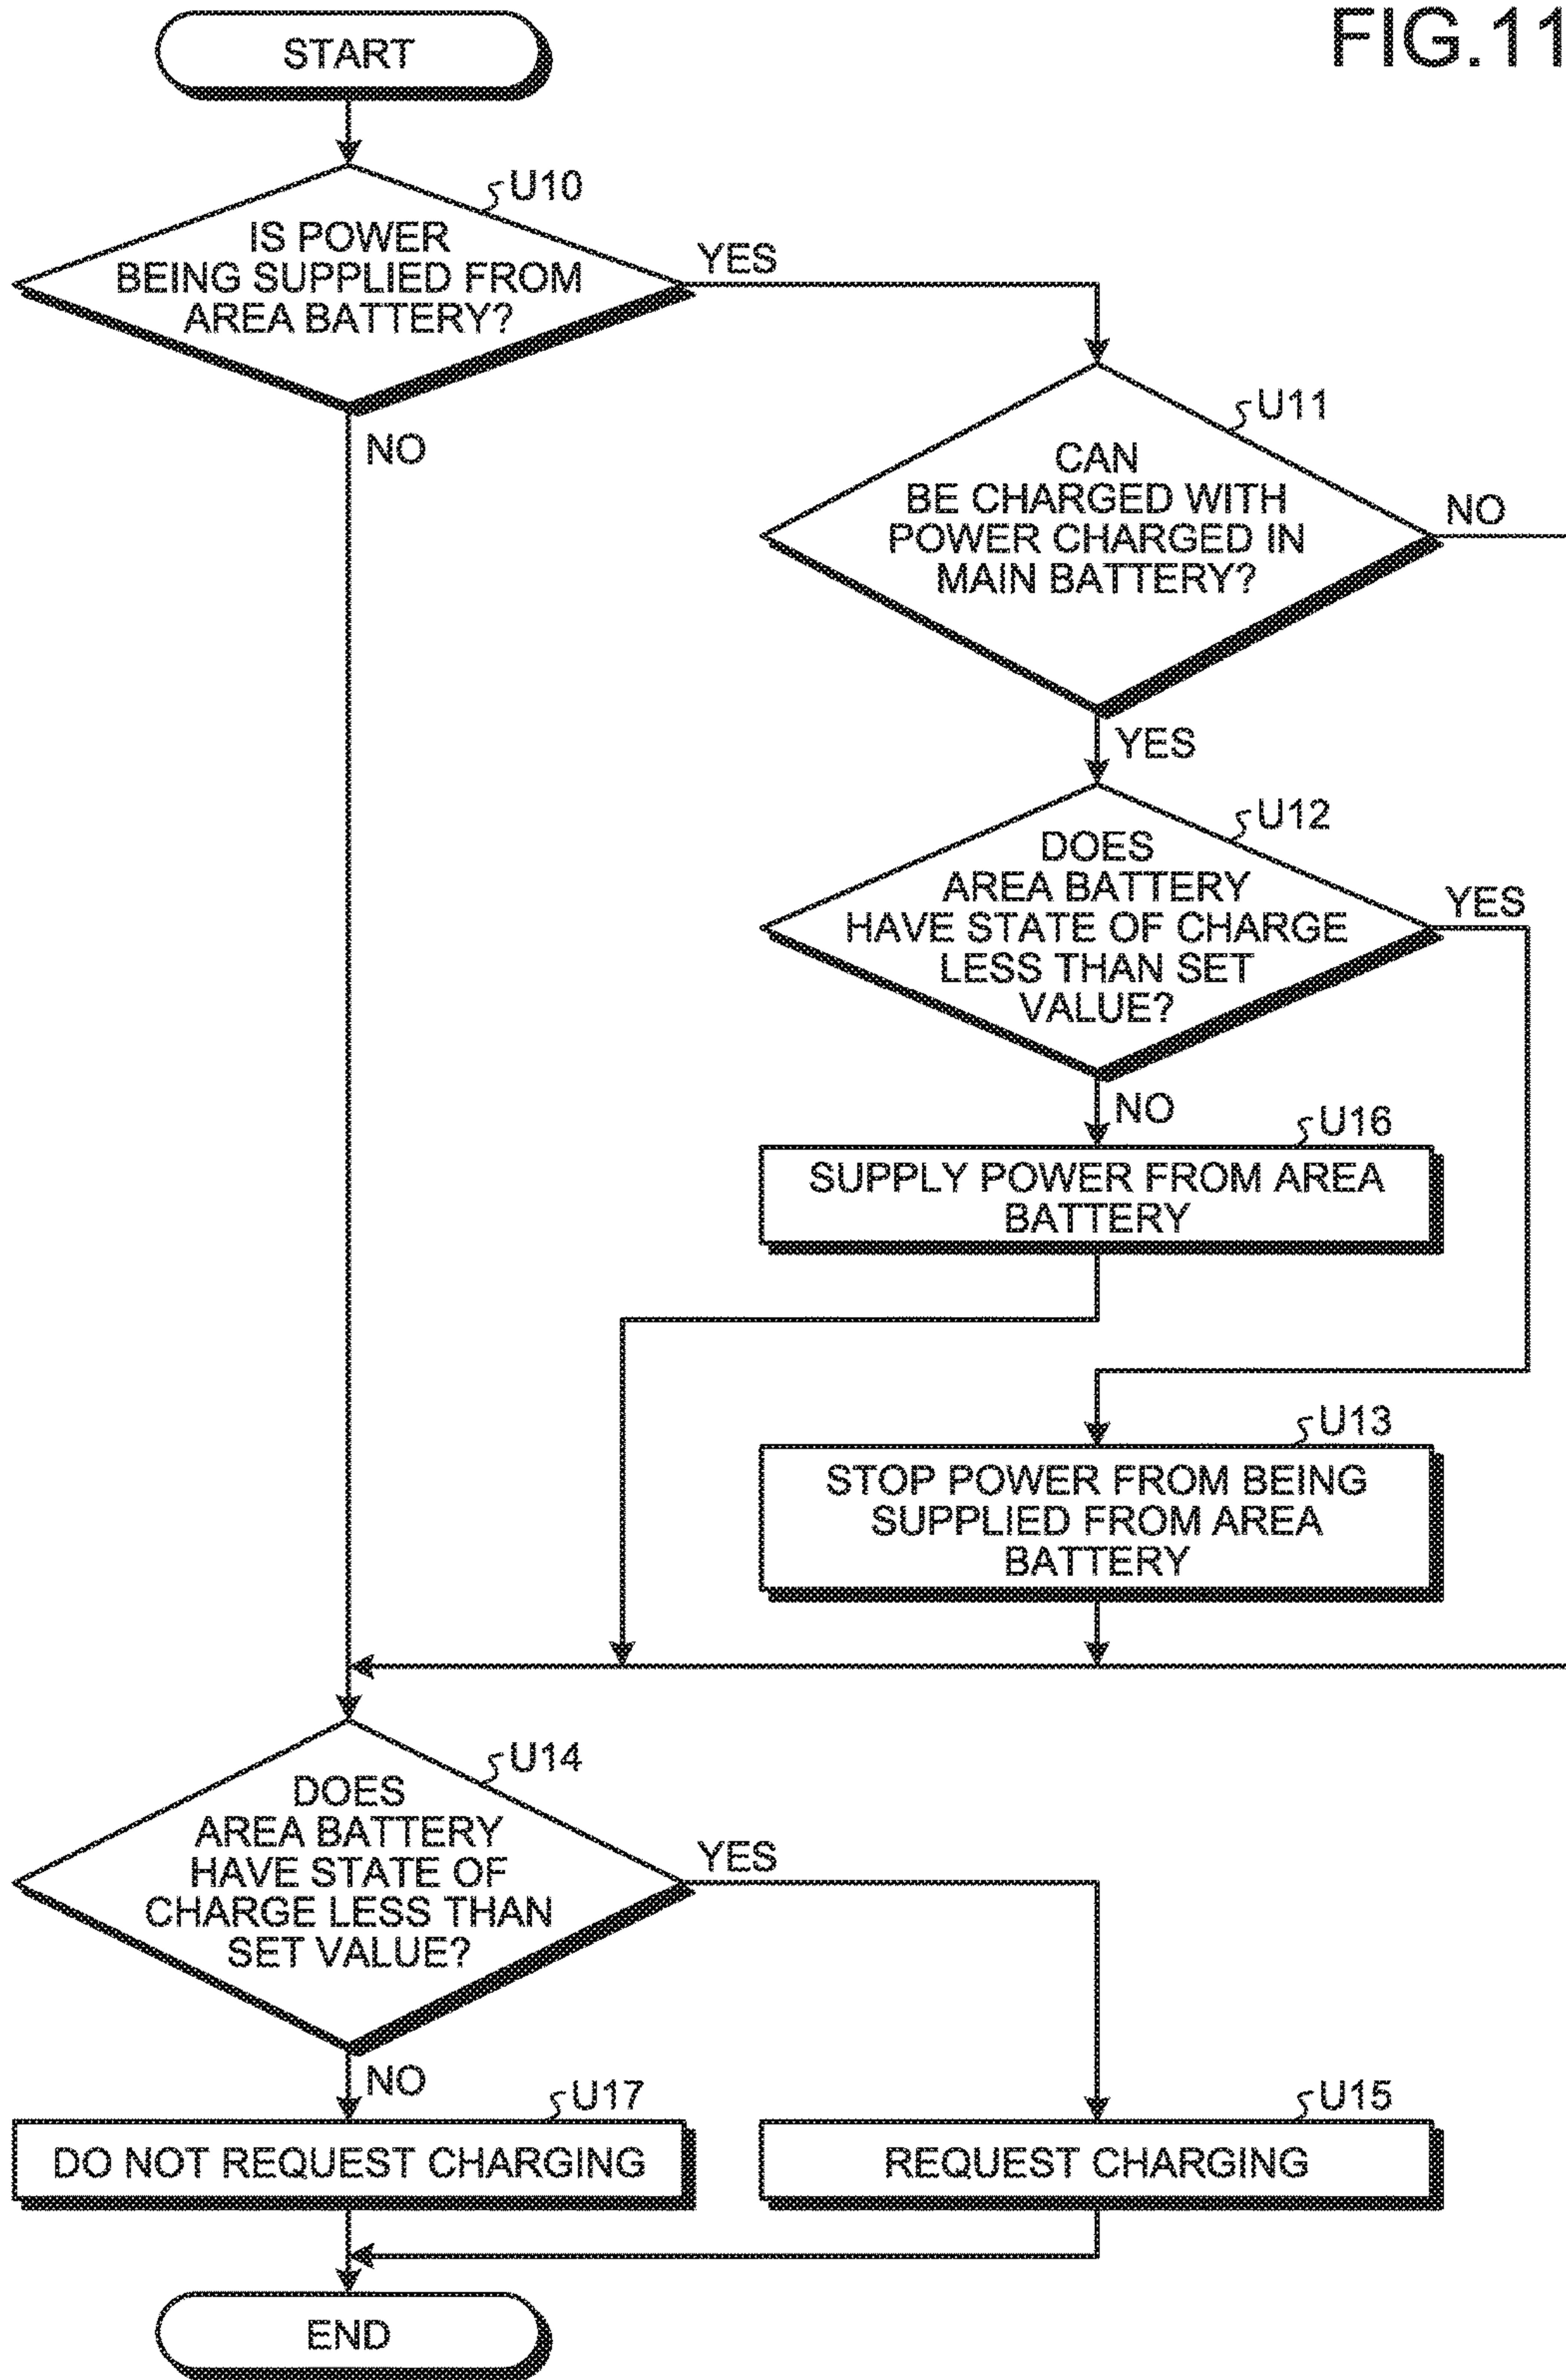 FIG.11
START
U10
IS POWER
BEING SUPPLIED FROM
AREA BATTERY?
YES
NO
U11
CAN
BE CHARGED WITH
POWER CHARGED IN
MAIN BATTERY?
NO
YES
U12
DOES
AREA BATTERY
HAVE STATE OF CHARGE
LESS THAN SET
VALUE?
YES
NO
U16
SUPPLY POWER FROM AREA
BATTERY
U13
STOP POWER FROM BEING
SUPPLIED FROM AREA
BATTERY
U14
DOES
AREA BATTERY
HAVE STATE OF
CHARGE LESS THAN
SET VALUE?
YES
NO
U17
DO NOT REQUEST CHARGING
U15
REQUEST CHARGING
END